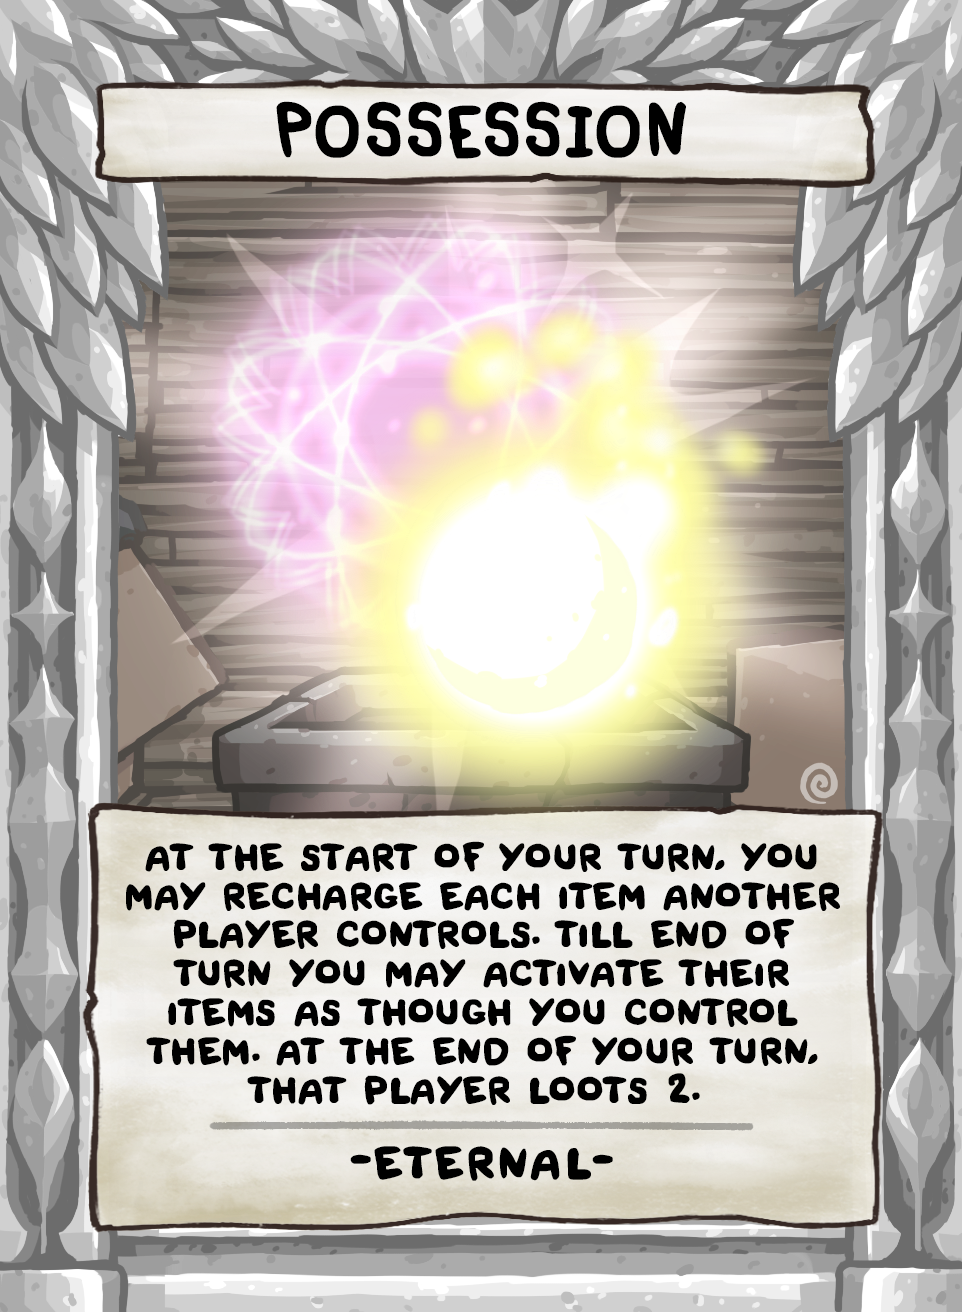 POSSESSION
AT THE START OF YOUR TURN, YOU
MAY RECHARGE EACH ITEM ANOTHER
PLAYER CONTROLS. TILL END OF
TURN YOU MAY ACTIVATE THEIR
ITEMS AS THOUGH YOU CONTROL
THEM. AT THE END OF YOUR TURN,
THAT PLAYER LOOTS 2.
-ETERNAL-